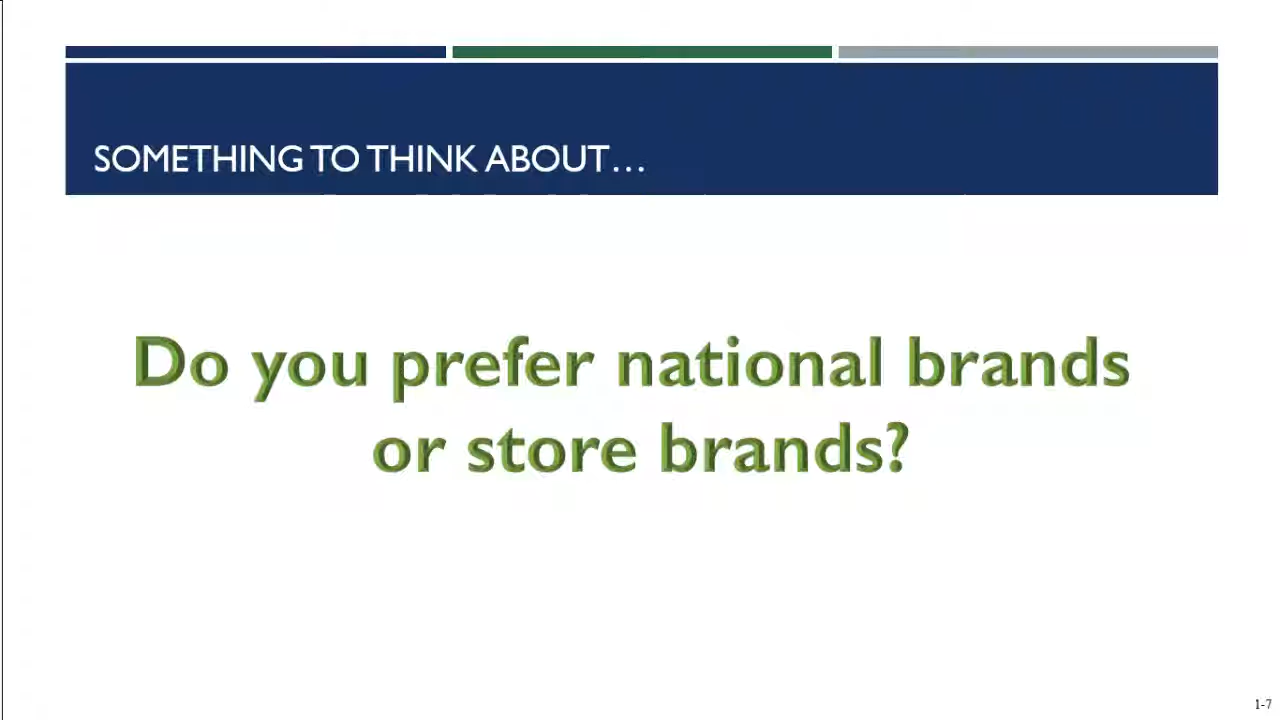 SOMETHING TO THINK ABOUT…
Do you prefer national brands
or store brands?
1-7